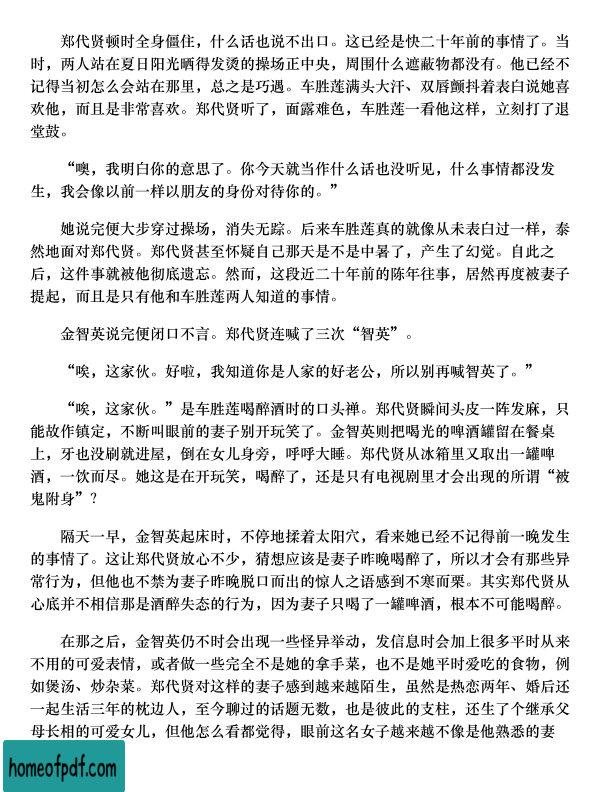 郑代贤顿时全身僵住，什么话也说不出口。这已经是快二十年前的事情了。当
时，两人站在夏日阳光晒得发烫的操场正中央，周围什么遮蔽物都没有。他已经不
记得当初怎么会站在那里，总之是巧遇。车胜莲满头大汗、双唇颤抖着表白说她喜
欢他，而且是非常喜欢。郑代贤听了，面露难色，车胜莲一看他这样，立刻打了退
堂鼓。
“噢，我明白你的意思了。你今天就当作什么话也没听见，什么事情都没发
生，我会像以前一样以朋友的身份对待你的。”
她说完便大步穿过操场，消失无踪。后来车胜莲真的就像从未表白过一样，泰
然地面对郑代贤。郑代贤甚至怀疑自己那天是不是中暑了，产生了幻觉。自此之
后，这件事就被他彻底遗忘。然而，这段近二十年前的陈年往事，居然再度被妻子
提起，而且是只有他和车胜莲两人知道的事情。
金智英说完便闭口不言。郑代贤连喊了三次“智英”。
“唉，这家伙。好啦，我知道你是人家的好老公，所以别再喊智英了。”
“唉，这家伙。”是车胜莲喝醉酒时的口头禅。郑代贤瞬间头皮一阵发麻，只
能故作镇定，不断叫眼前的妻子别开玩笑了。金智英则把喝光的啤酒罐留在餐桌
上，牙也没刷就进屋，倒在女儿身旁，呼呼大睡。郑代贤从冰箱里又取出一罐啤
酒，一饮而尽。她这是在开玩笑，喝醉了，还是只有电视剧里才会出现的所谓“被
鬼附身”？
隔天一早，金智英起床时，不停地揉着太阳穴，看来她已经不记得前一晚发生
的事情了。这让郑代贤放心不少，猜想应该是妻子昨晚喝醉了，所以才会有那些异
常行为，但他也不禁为妻子昨晚脱口而出的惊人之语感到不寒而栗。其实郑代贤从
心底并不相信那是酒醉失态的行为，因为妻子只喝了一罐啤酒，根本不可能喝醉。
在那之后，金智英仍不时会出现一些怪异举动，发信息时会加上很多平时从来
不用的可爱表情，或者做一些完全不是她的拿手菜，也不是她平时爱吃的食物，例
如煲汤、炒杂菜。郑代贤对这样的妻子感到越来越陌生，虽然是热恋两年、婚后还
一起生活三年的枕边人，至今聊过的话题无数，也是彼此的支柱，还生了个继承父
母长相的可爱女儿，但他怎么看都觉得，眼前这名女子越来越不像是他熟悉的妻
homeofpdf.com